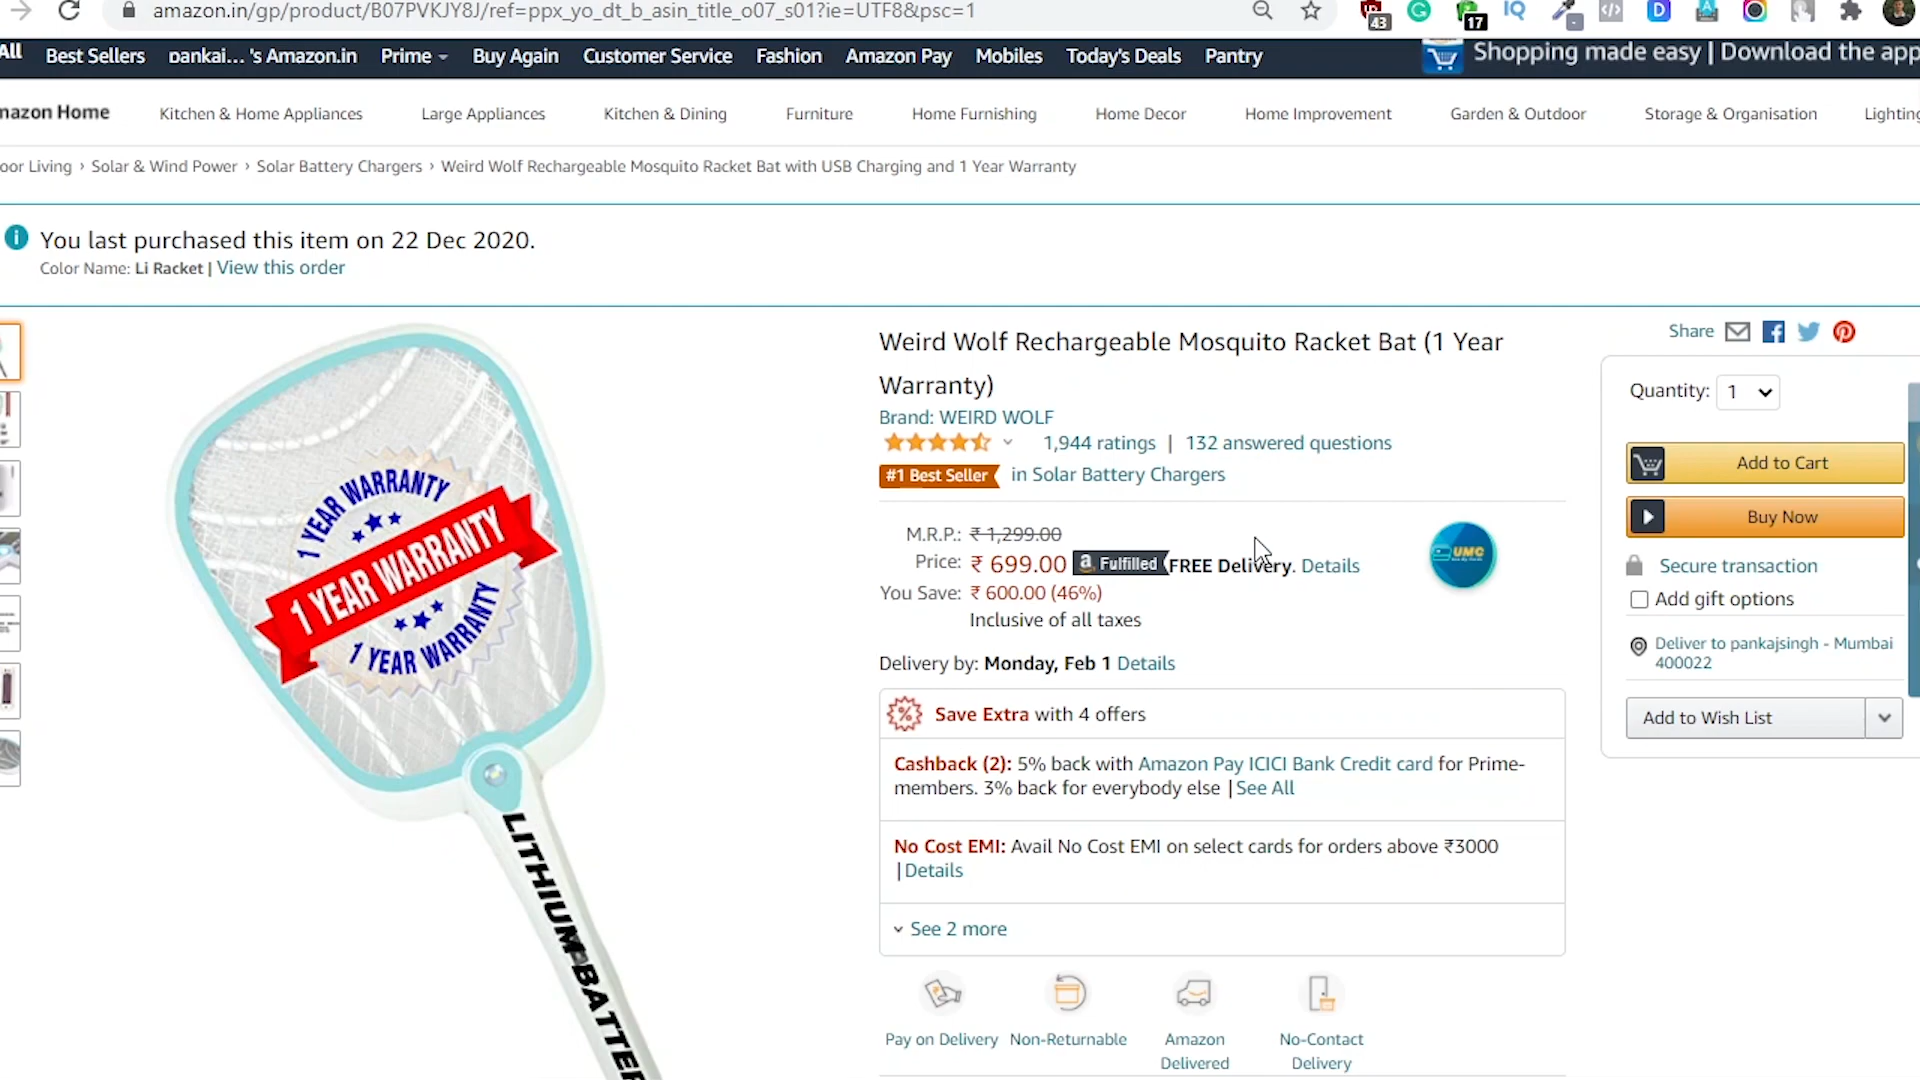 amazon.in/gp/product/B07PVKJY8J/ref=ppx_yo_dt_b_asin_title_o07_s01?ie=UTF8&psc=1
43
17
IQ
D
All Best Sellers pankai... 's Amazon.in Prime Buy Again Customer Service Fashion Amazon Pay Mobiles Today's Deals Pantry
Shopping made easy | Download the app
mazon Home Kitchen & Home Appliances Large Appliances Kitchen & Dining Furniture Home Furnishing Home Decor Home Improvement Garden & Outdoor Storage & Organisation Lighting
oor Living › Solar & Wind Power › Solar Battery Chargers › Weird Wolf Rechargeable Mosquito Racket Bat with USB Charging and 1 Year Warranty
You last purchased this item on 22 Dec 2020.
Color Name: Li Racket | View this order
1 YEAR WARRANTY
1 YEAR WARRANTY
1 YEAR WARRANTY
LITHIUM BATTER
Weird Wolf Rechargeable Mosquito Racket Bat (1 Year
Warranty)
Brand: WEIRD WOLF
1,944 ratings | 132 answered questions
#1 Best Seller in Solar Battery Chargers
M.R.P.: ₹ 1,299.00
Price: ₹ 699.00 a Fulfilled FREE Delivery. Details
You Save: ₹ 600.00 (46%)
Inclusive of all taxes
UMC
Delivery by: Monday, Feb 1 Details
% Save Extra with 4 offers
Cashback (2): 5% back with Amazon Pay ICICI Bank Credit card for Prime-
members. 3% back for everybody else | See All
No Cost EMI: Avail No Cost EMI on select cards for orders above ₹3000
| Details
See 2 more
Pay on Delivery Non-Returnable Amazon
Delivered No-Contact
Delivery
Share
Quantity: 1
Add to Cart
Buy Now
Secure transaction
Add gift options
Deliver to pankajsingh - Mumbai
400022
Add to Wish List